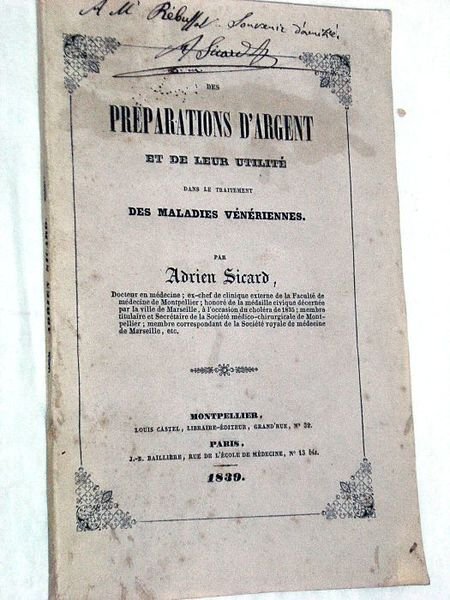 A Mr Rebuffel. Souvenir d'amitié.
A Sicard
DES
PRÉPARATIONS D'ARGENT
ET DE LEUR UTILITÉ
DANS LE TRAITEMENT
DES MALADIES VÉNÉRIENNES.
PAR
Adrien Sicard,
Docteur en médecine ; ex-chef de clinique externe de la Faculté de
médecine de Montpellier ; honoré de la médaille civique décernée
par la ville de Marseille, à l'occasion du choléra de 1835 ; membre
titulaire et Secrétaire de la Société médico-chirurgicale de Mont-
pellier ; membre correspondant de la Société royale de médecine
de Marseille, etc.
MONTPELLIER,
LOUIS CASTEL, LIBRAIRE-ÉDITEUR, GRAND'RUE, N° 32.
PARIS,
J.-B. BAILLIÈRE, RUE DE L'ÉCOLE DE MÉDECINE, N° 13 bis.
1839.
ADRIEN SICARD